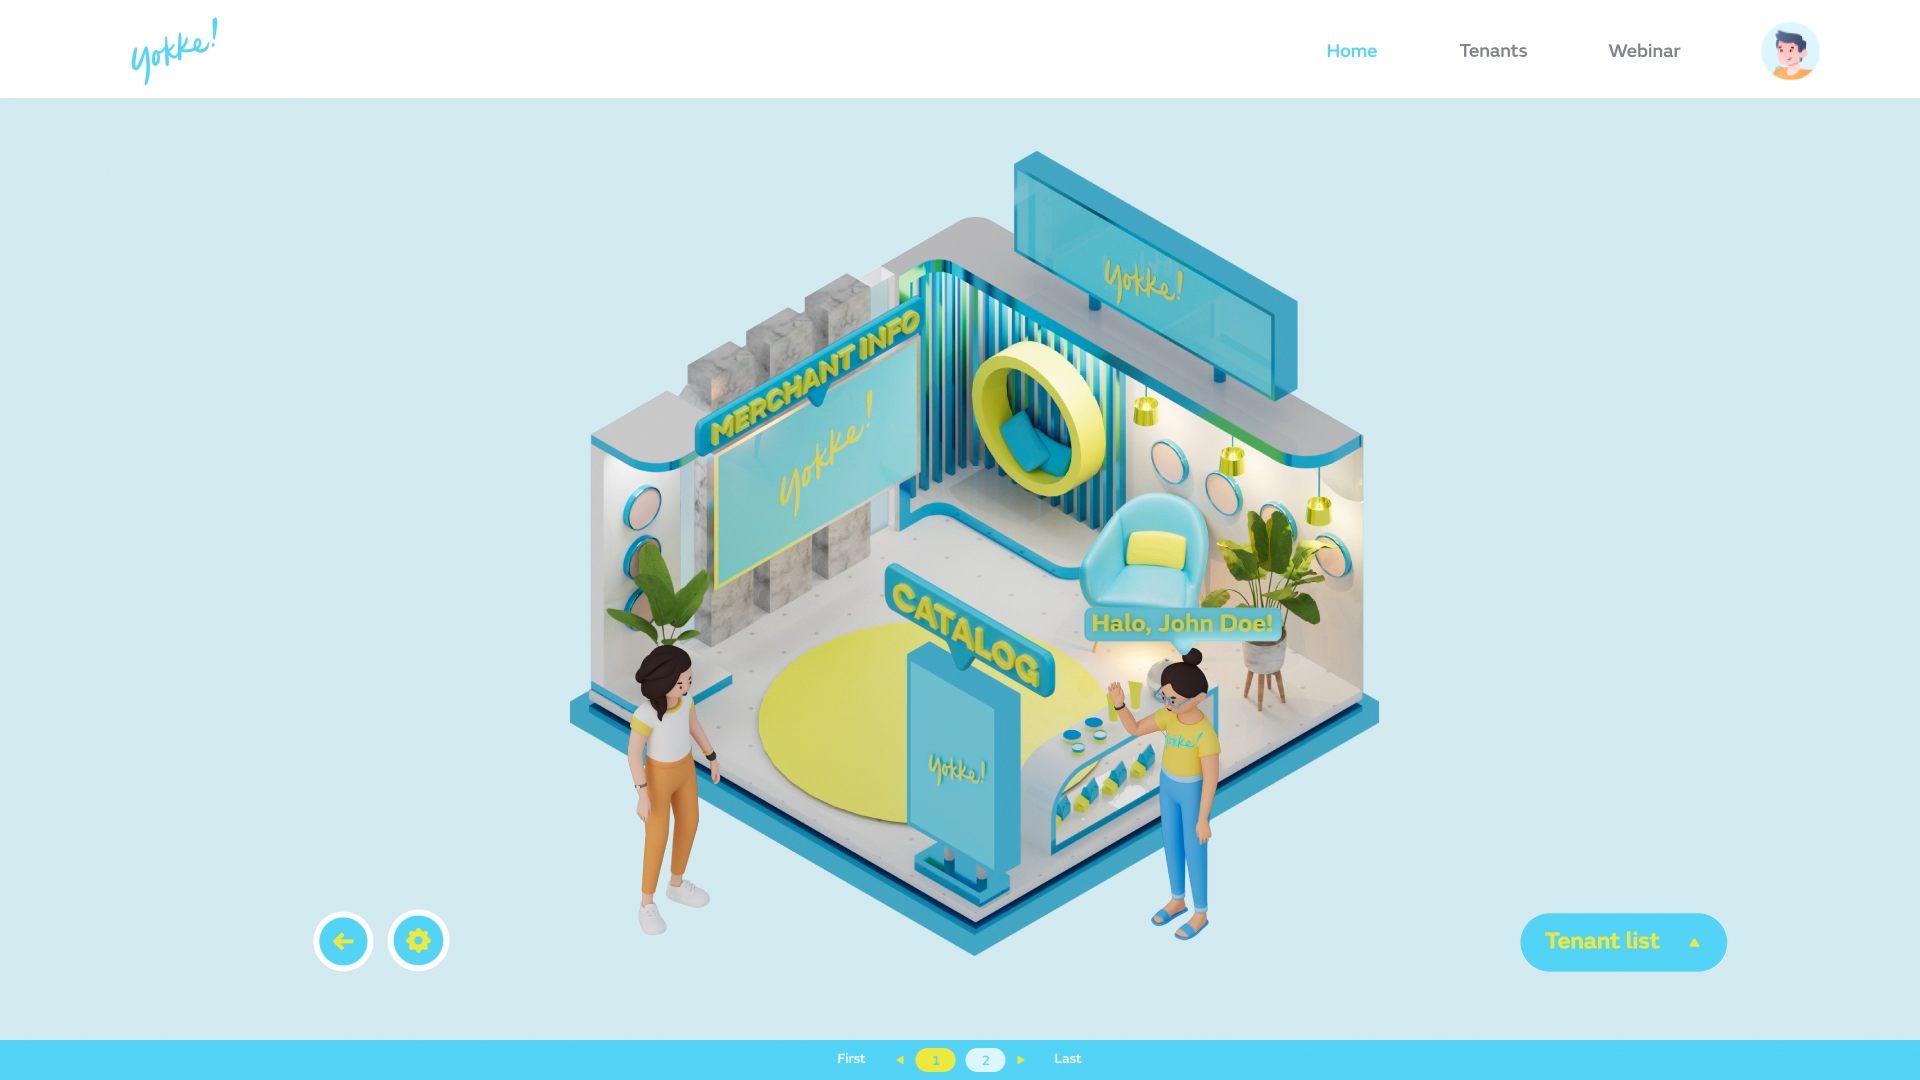 yokke!
Home Tenants Webinar
yokke!
MERCHANT INFO
yokke!
CATALOG
Halo, John Doe!
yokke!
yokke!
Tenant list
First 1 2 Last